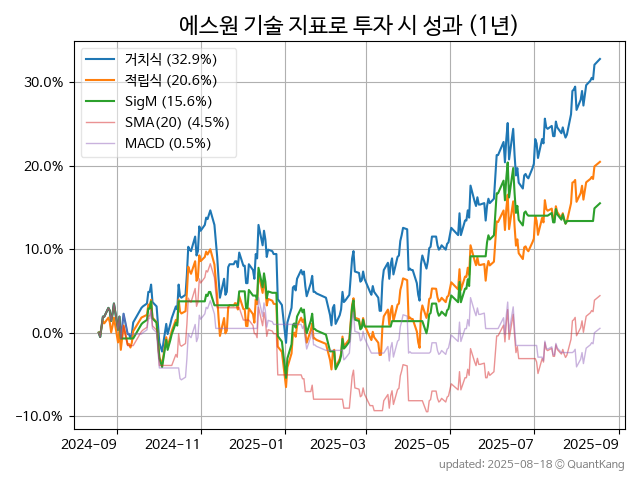 에스원 기술 지표로 투자 시 성과 (1년)
거치식 (32.9%)
적립식 (20.6%)
SigM (15.6%)
SMA(20) (4.5%)
MACD (0.5%)
30.0%
20.0%
10.0%
0.0%
−10.0%
2024-09 2024-11 2025-01 2025-03 2025-05 2025-07 2025-09
updated: 2025-08-18 © QuantKang